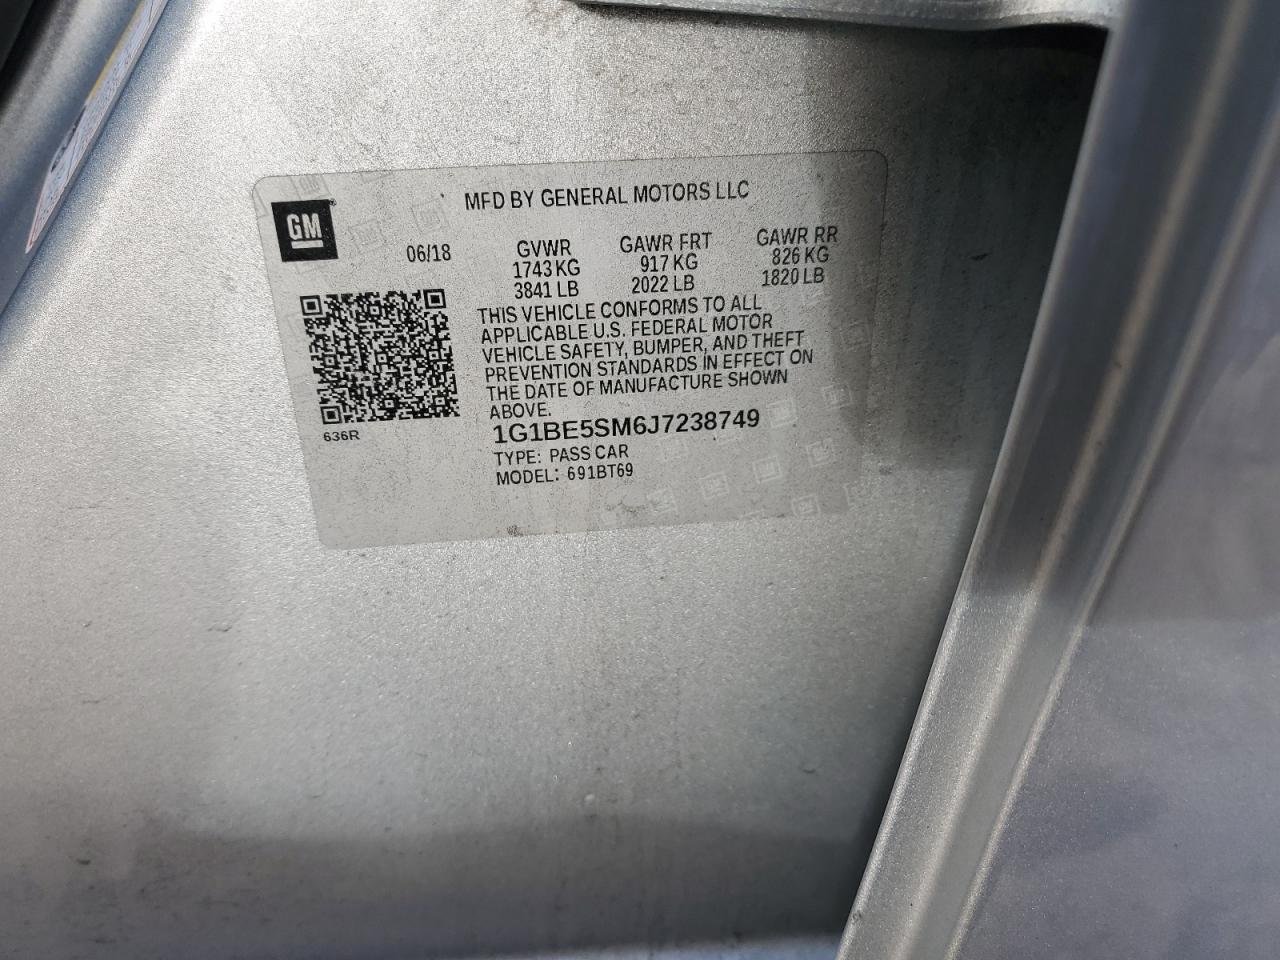 GM
MFD BY GENERAL MOTORS LLC
06/18 GVWR GAWR FRT GAWR RR
1743 KG 917 KG 826 KG
3841 LB 2022 LB 1820 LB
THIS VEHICLE CONFORMS TO ALL
APPLICABLE U.S. FEDERAL MOTOR
VEHICLE SAFETY, BUMPER, AND THEFT
PREVENTION STANDARDS IN EFFECT ON
THE DATE OF MANUFACTURE SHOWN
ABOVE.
636R
1G1BE5SM6J7238749
TYPE: PASS CAR
MODEL: 691BT69